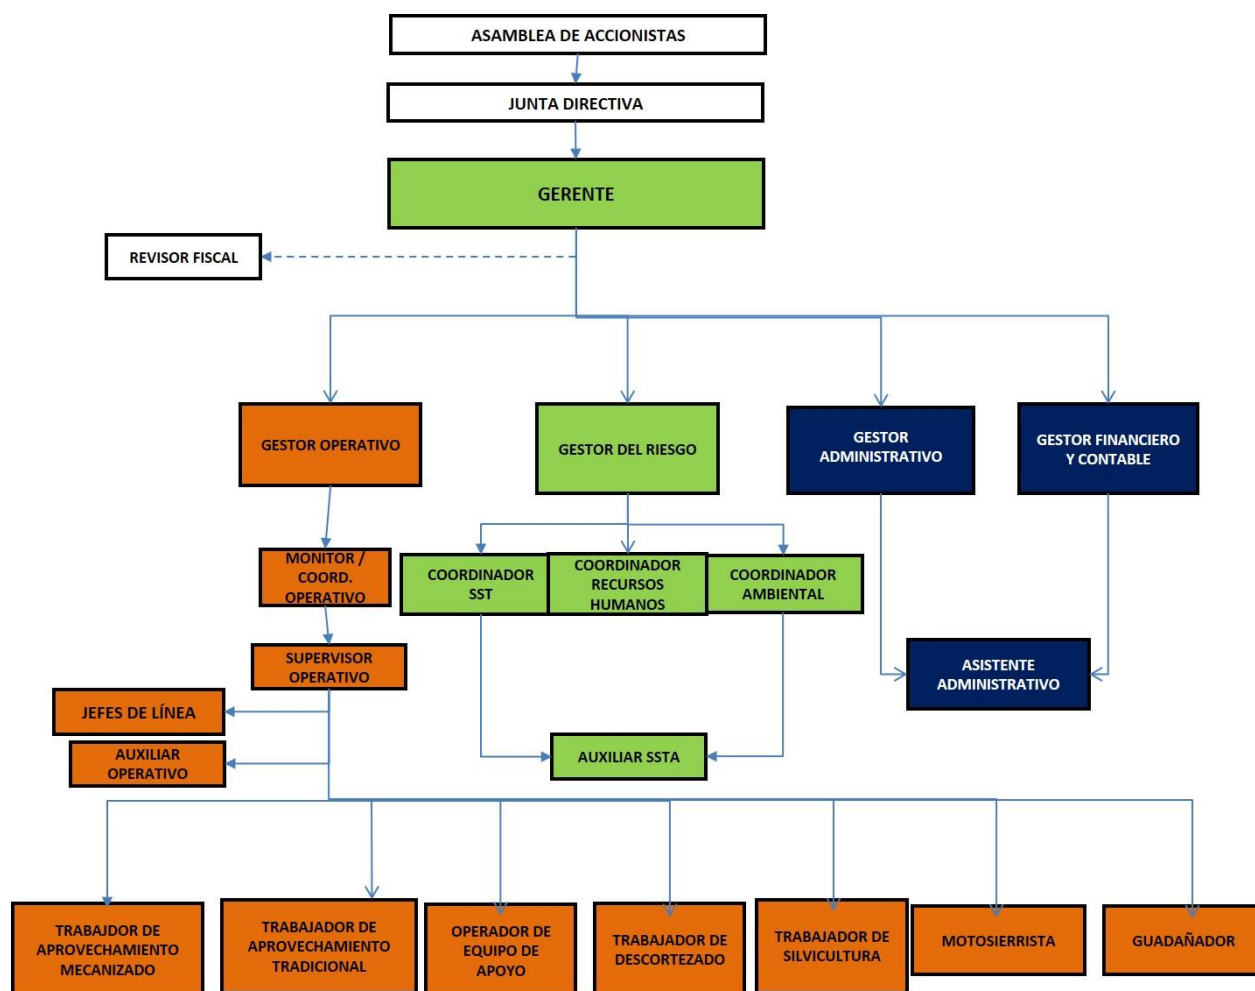 ASAMBLEA DE ACCIONISTAS
JUNTA DIRECTIVA
GERENTE
REVISOR FISCAL
GESTOR OPERATIVO
GESTOR DEL RIESGO
GESTOR
ADMINISTRATIVO
GESTOR FINANCIERO
Y CONTABLE
MONITOR /
COORD.
OPERATIVO
COORDINADOR
SST
COORDINADOR
RECURSOS
HUMANOS
COORDINADOR
AMBIENTAL
SUPERVISOR
OPERATIVO
ASISTENTE
ADMINISTRATIVO
JEFES DE LÍNEA
AUXILIAR
OPERATIVO
AUXILIAR SSTA
TRABAJDOR DE
APROVECHAMIENTO
MECANIZADO
TRABAJADOR DE
APROVECHAMIENTO
TRADICIONAL
OPERADOR DE
EQUIPO DE
APOYO
TRABAJADOR DE
DESCORTEZADO
TRABAJADOR DE
SILVICULTURA
MOTOSIERRISTA
GUADAÑADOR